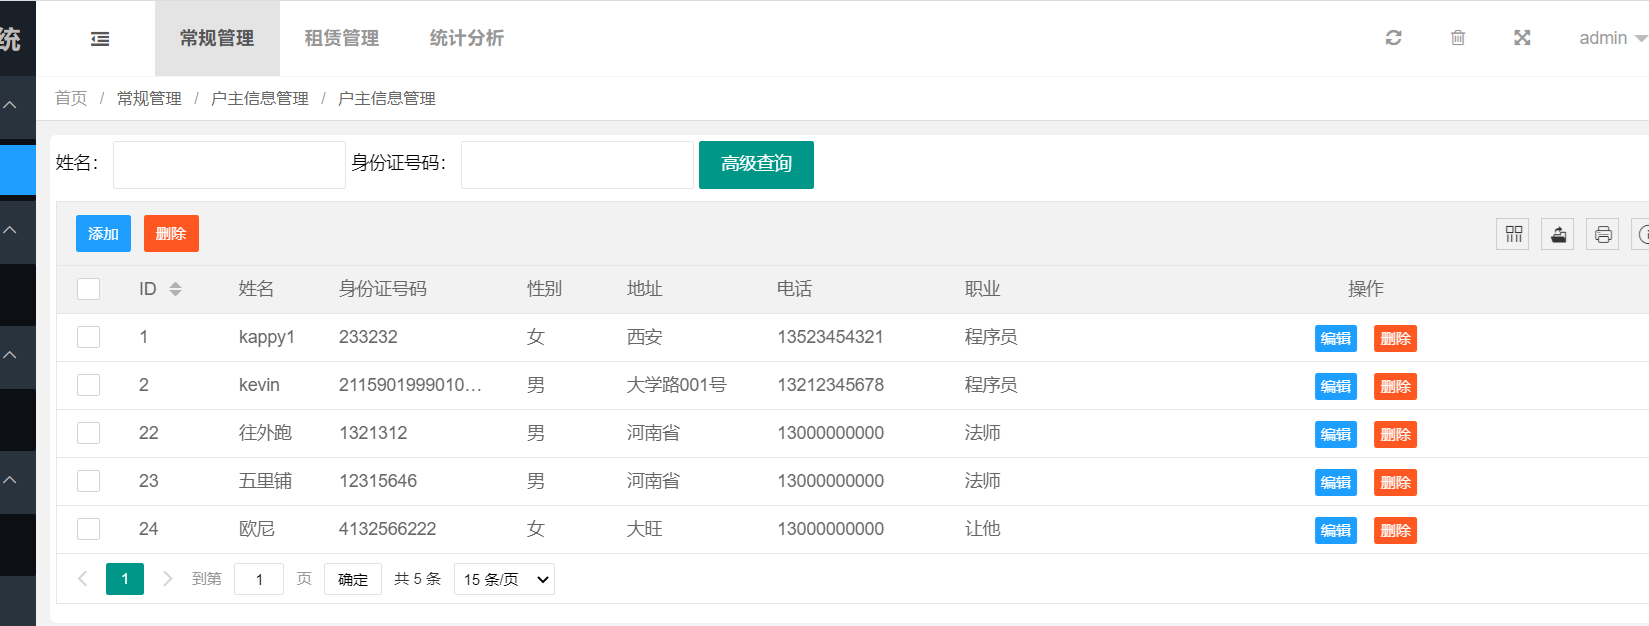 统
常规管理 租赁管理 统计分析 admin
首页 / 常规管理 / 户主信息管理 / 户主信息管理
姓名： 身份证号码： 高级查询
添加 删除
ID 姓名 身份证号码 性别 地址 电话 职业 操作
1 kappy1 233232 女 西安 13523454321 程序员 编辑 删除
2 kevin 2115901999010... 男 大学路001号 13212345678 程序员 编辑 删除
22 往外跑 1321312 男 河南省 13000000000 法师 编辑 删除
23 五里铺 12315646 男 河南省 13000000000 法师 编辑 删除
24 欧尼 4132566222 女 大旺 13000000000 让他 编辑 删除
1 到第 1 页 确定 共 5 条 15 条/页